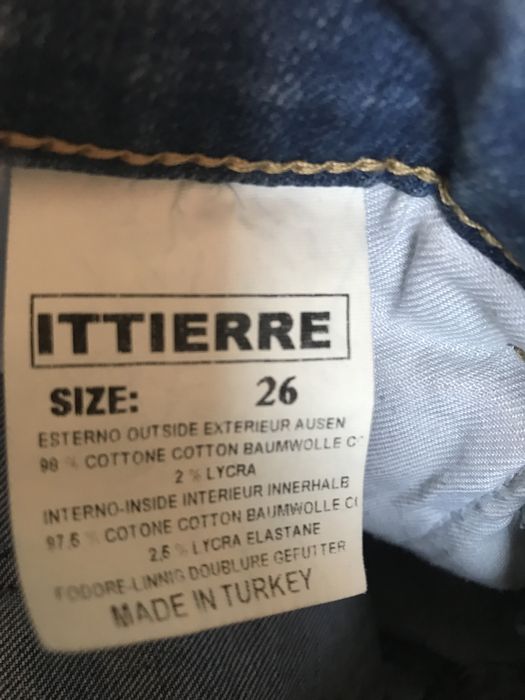 ITTIERRE
SIZE: 26
ESTERNO OUTSIDE EXTERIEUR AUSEN
98 % COTTONE COTTON BAUMWOLLE C
2 % LYCRA
INTERNO-INSIDE INTERIEUR INNERHALB
97.5 % COTONE COTTON BAUMWOLLE C
2.5 % LYCRA ELASTANE
FODORE-LINNIG DOUBLURE GEFUTTER
MADE IN TURKEY